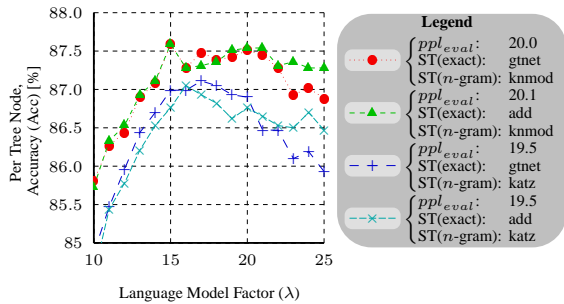 88.0
87.5
87.0
86.5
86.0
85.5
85
10
15
20
25
Per Tree Node,
Accuracy (Acc) [%]
Language Model Factor (λ)
Legend
ppl_eval: 20.0
ST(exact): gtnet
ST(n-gram): knmod
ppl_eval: 20.1
ST(exact): add
ST(n-gram): knmod
ppl_eval: 19.5
ST(exact): gtnet
ST(n-gram): katz
ppl_eval: 19.5
ST(exact): add
ST(n-gram): katz